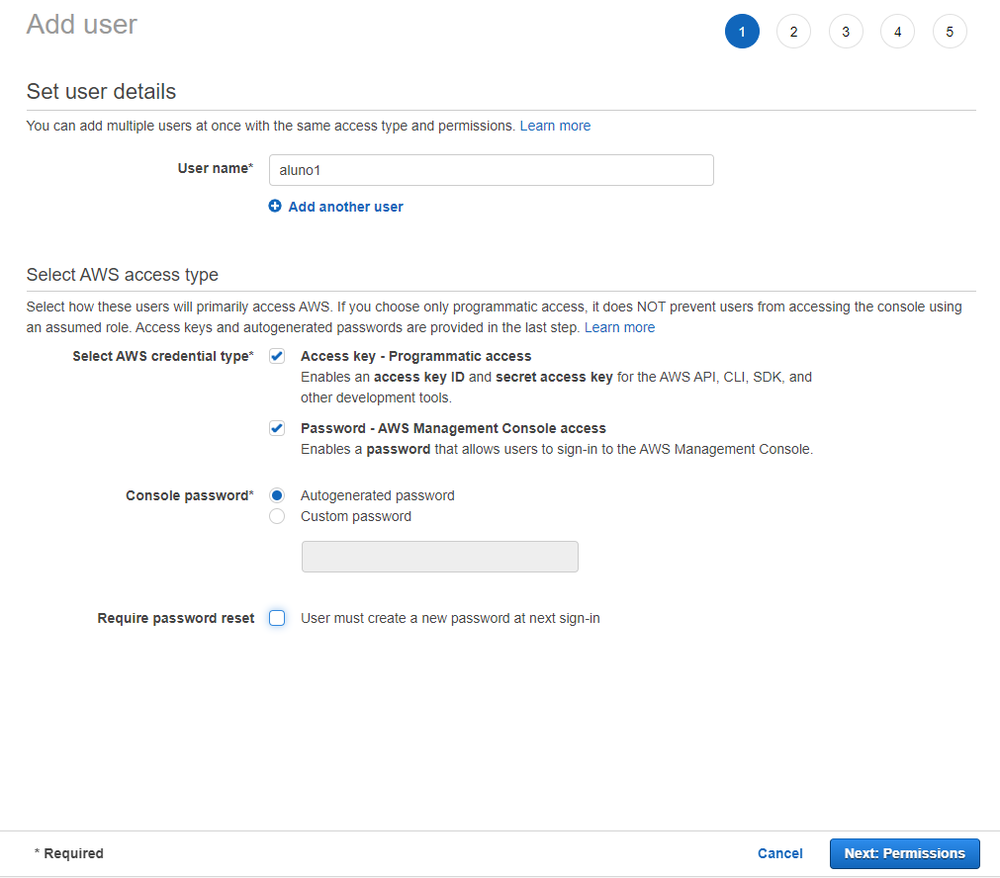 Add user
1 2 3 4 5
Set user details
You can add multiple users at once with the same access type and permissions. Learn more
User name*
aluno1
Add another user
Select AWS access type
Select how these users will primarily access AWS. If you choose only programmatic access, it does NOT prevent users from accessing the console using
an assumed role. Access keys and autogenerated passwords are provided in the last step. Learn more
Select AWS credential type*
Access key - Programmatic access
Enables an access key ID and secret access key for the AWS API, CLI, SDK, and
other development tools.
Password - AWS Management Console access
Enables a password that allows users to sign-in to the AWS Management Console.
Console password*
Autogenerated password
Custom password
Require password reset
User must create a new password at next sign-in
* Required
Cancel
Next: Permissions